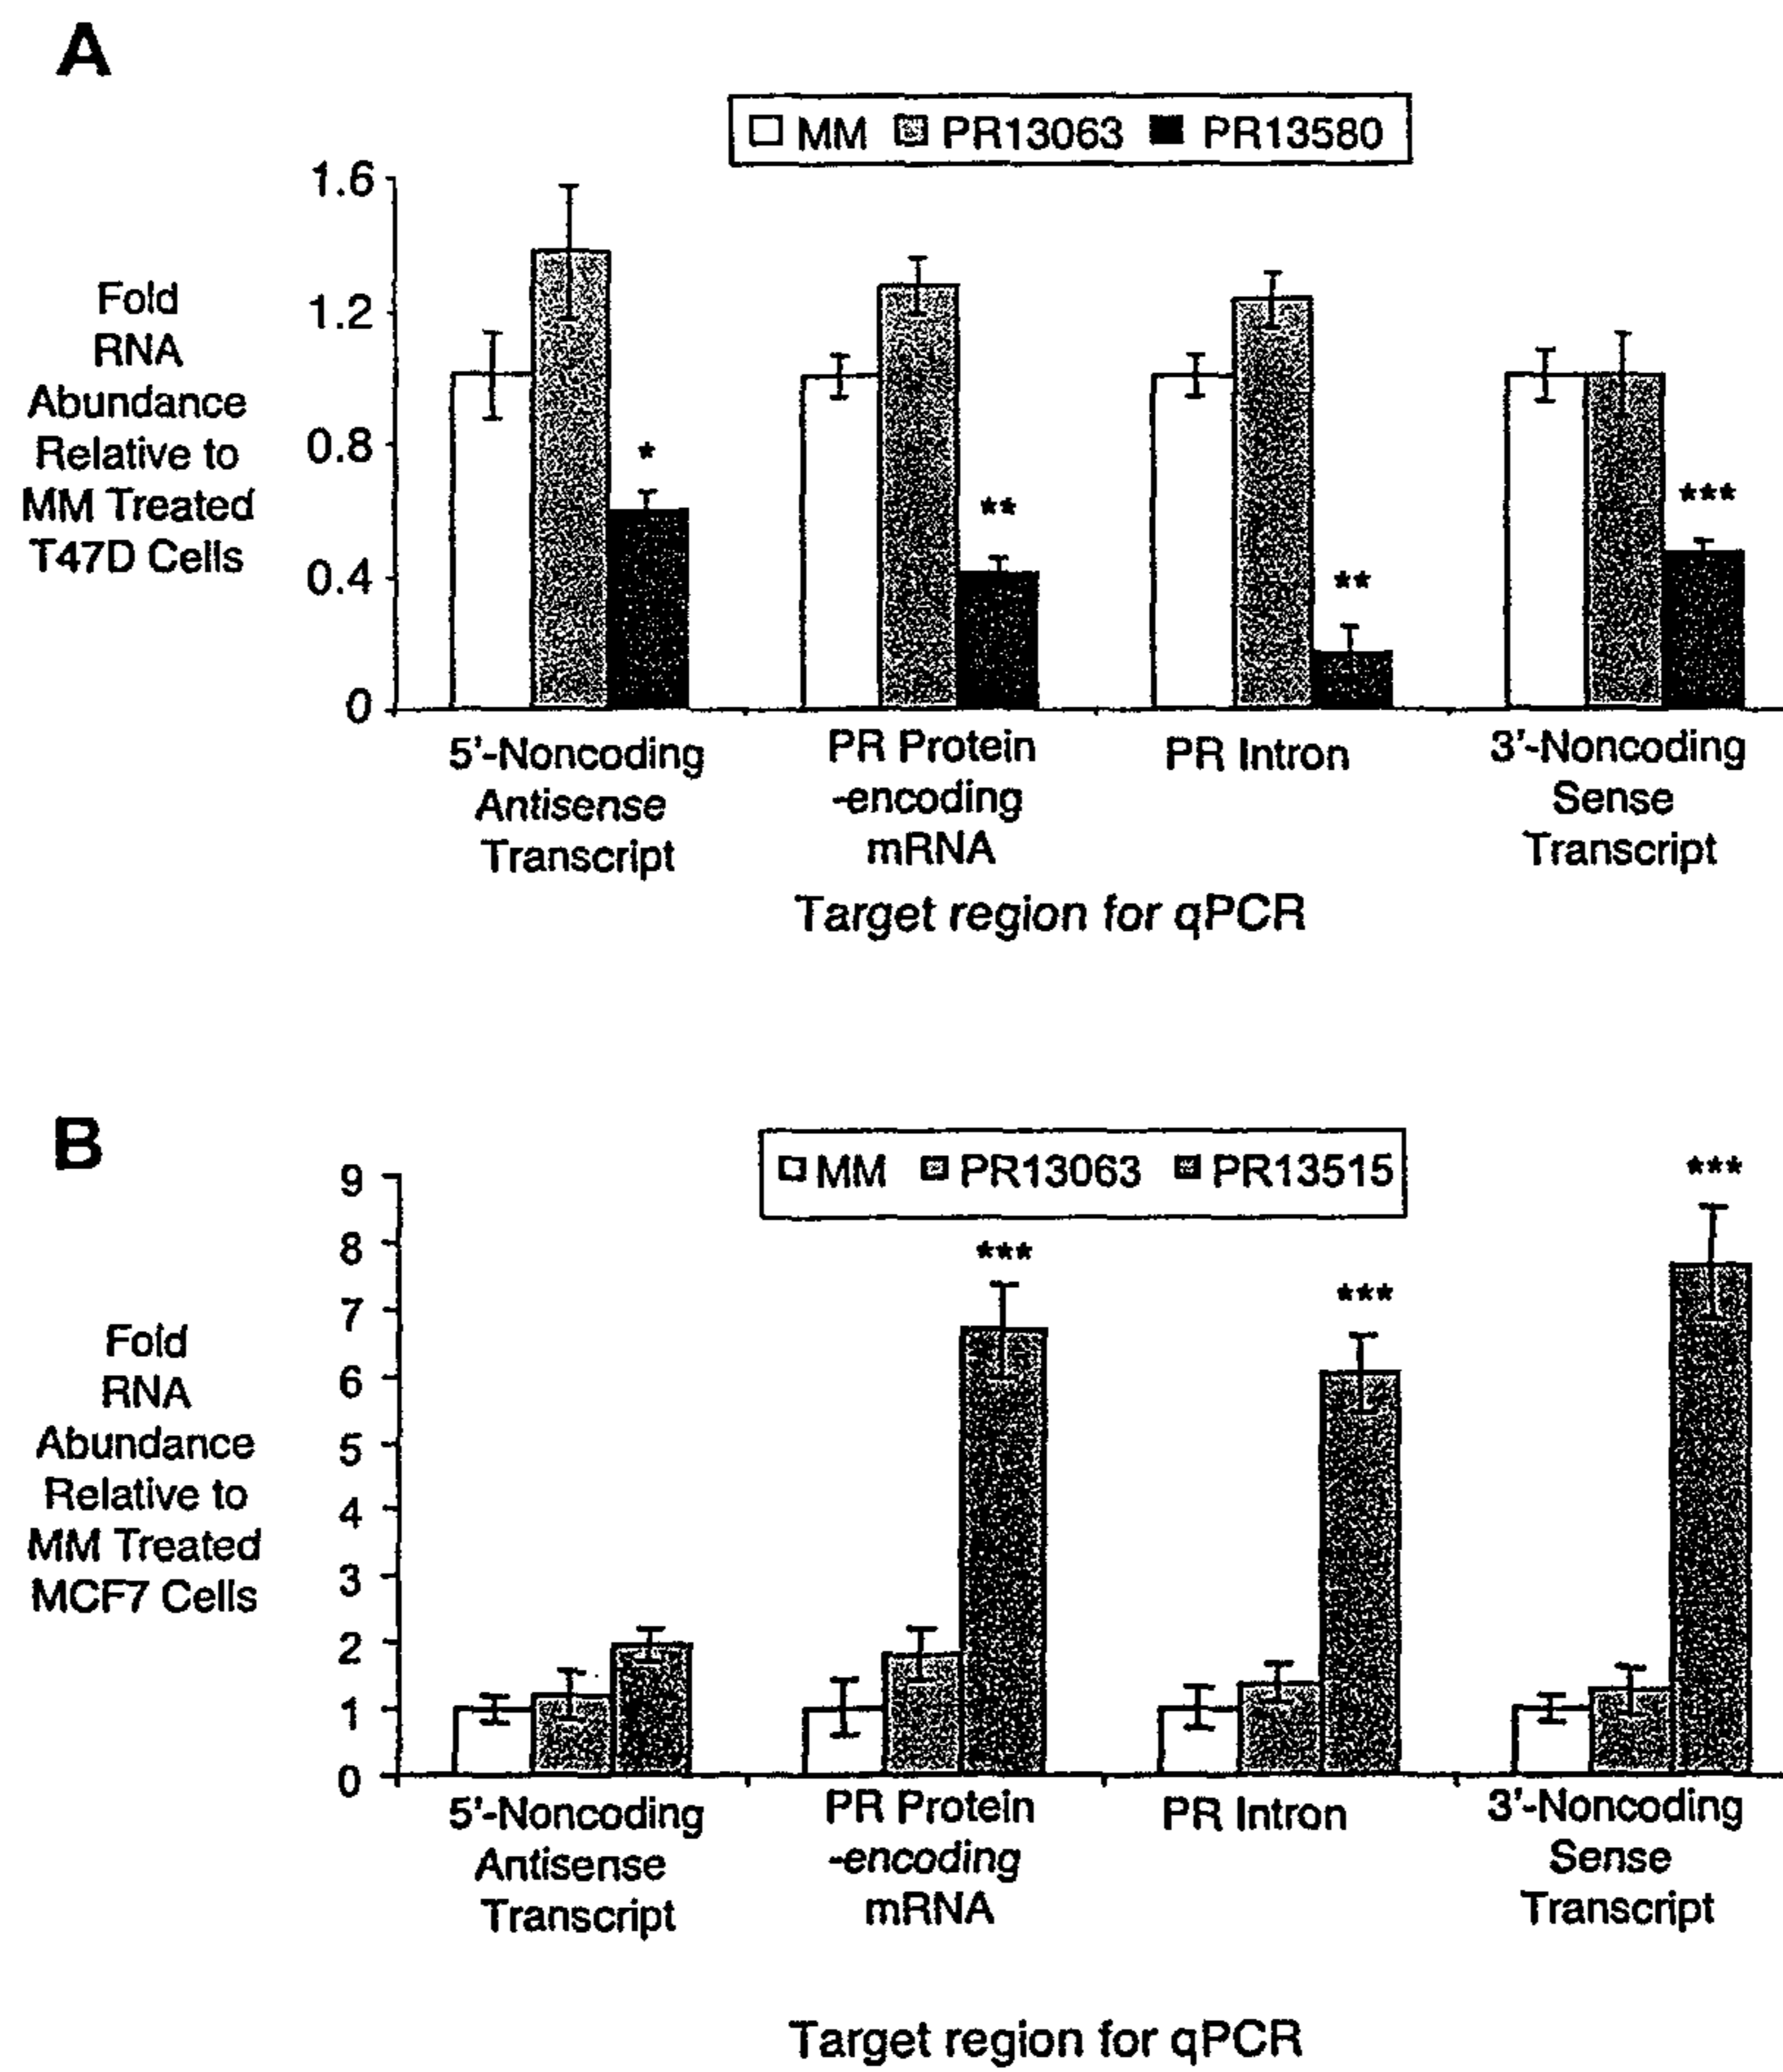 A
MM PR13063 PR13580
Fold
RNA
Abundance
Relative to
MM Treated
T47D Cells
1.6
1.2
0.8
0.4
0
*
**
**
***
5'-Noncoding
Antisense
Transcript
PR Protein
-encoding
mRNA
PR Intron
3'-Noncoding
Sense
Transcript
Target region for qPCR
B
MM PR13063 PR13515
Fold
RNA
Abundance
Relative to
MM Treated
MCF7 Cells
9
8
7
6
5
4
3
2
1
0
***
***
***
5'-Noncoding
Antisense
Transcript
PR Protein
-encoding
mRNA
PR Intron
3'-Noncoding
Sense
Transcript
Target region for qPCR